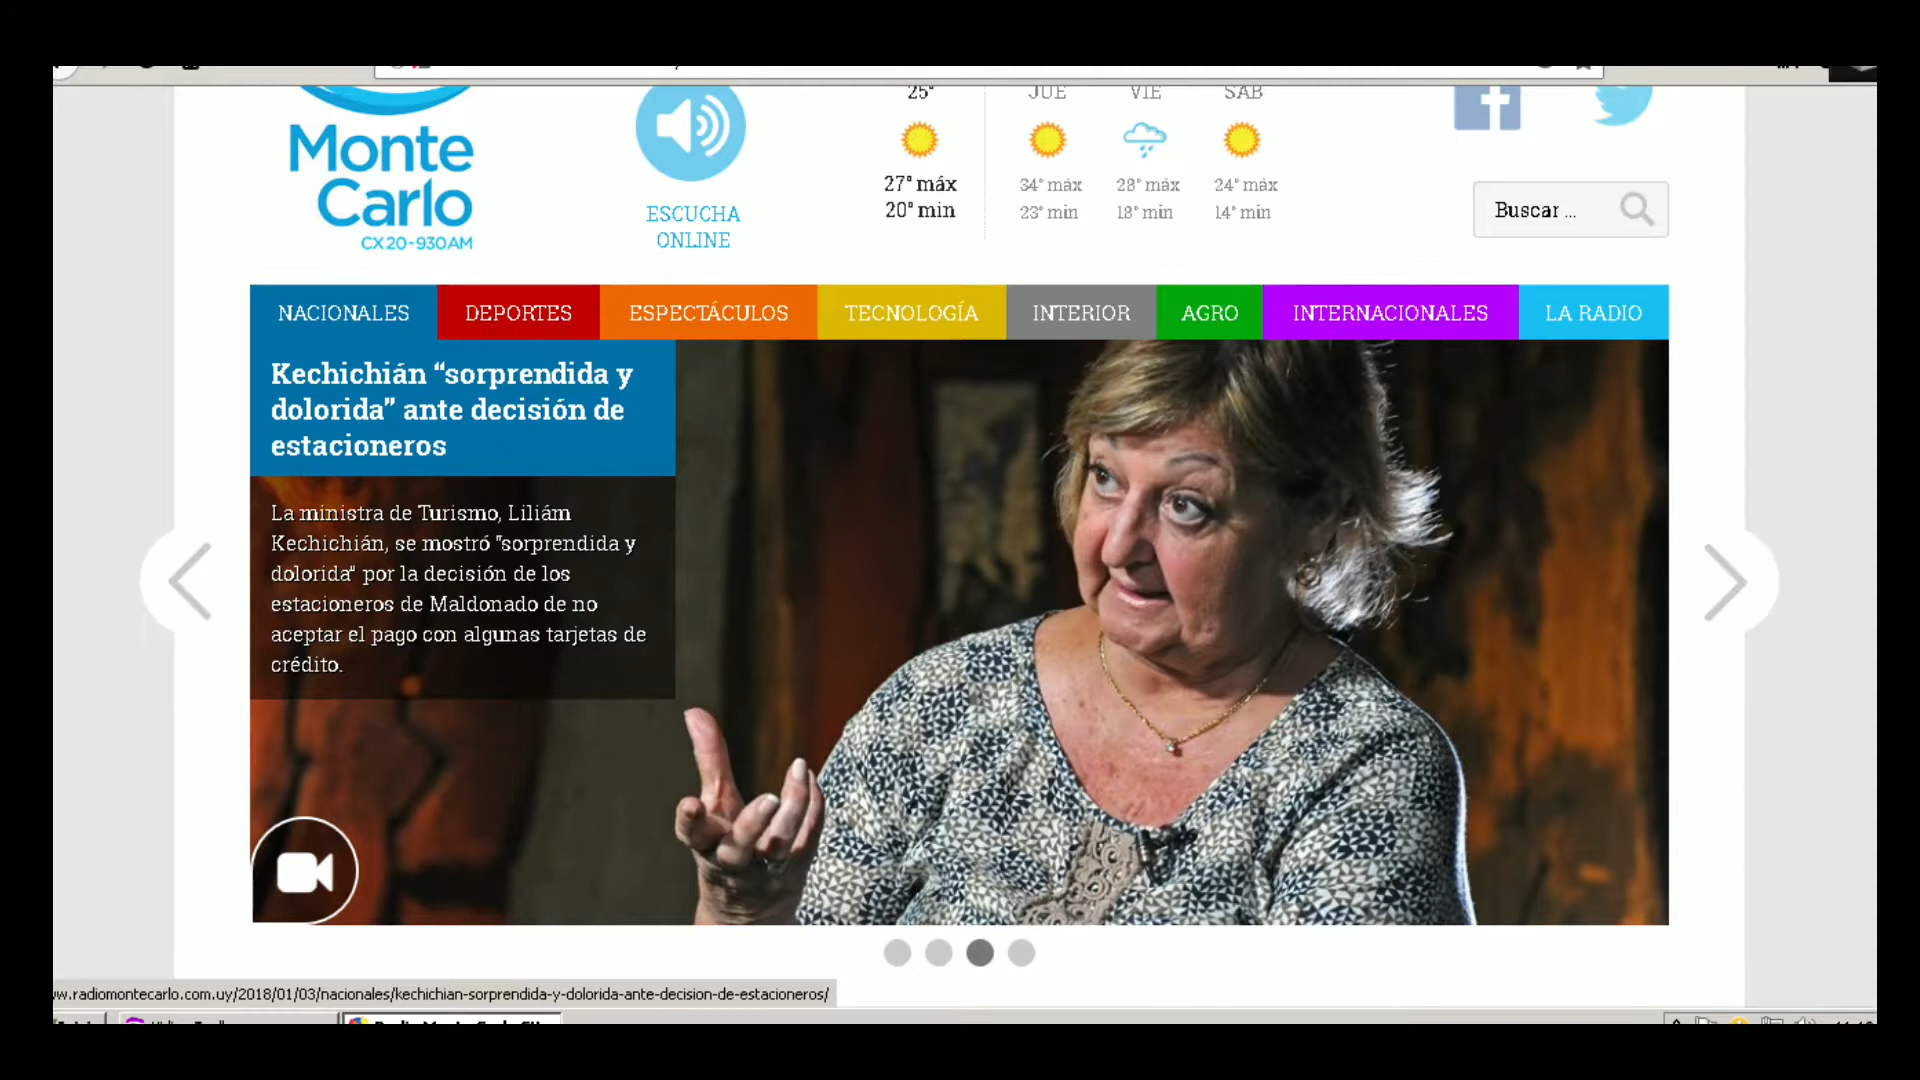 25°
JUE VIE SAB
Monte
Carlo
CX 20-930AM
ESCUCHA
ONLINE
27° máx 34° máx 28° máx 24° máx
20° min 23° min 18° min 14° min
Buscar ...
NACIONALES DEPORTES ESPECTÁCULOS TECNOLOGÍA INTERIOR AGRO INTERNACIONALES LA RADIO
Kechichián “sorprendida y
dolorida” ante decisión de
estacioneros
La ministra de Turismo, Liliám
Kechichián, se mostró "sorprendida y
dolorida" por la decisión de los
estacioneros de Maldonado de no
aceptar el pago con algunas tarjetas de
crédito.
w.radiomontecarlo.com.uy/2018/01/03/nacionales/kechichian-sorprendida-y-dolorida-ante-decision-de-estacioneros/